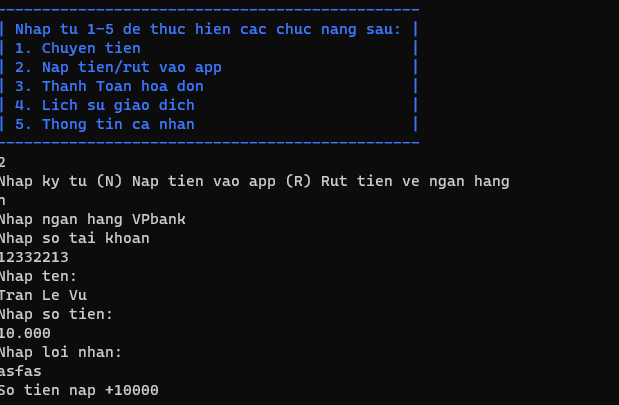 -----------------------------------------------
| Nhap tu 1-5 de thuc hien cac chuc nang sau: |
| 1. Chuyen tien |
| 2. Nap tien/rut vao app |
| 3. Thanh Toan hoa don |
| 4. Lich su giao dich |
| 5. Thong tin ca nhan |
-----------------------------------------------
2
Nhap ky tu (N) Nap tien vao app (R) Rut tien ve ngan hang
n
Nhap ngan hang VPbank
Nhap so tai khoan
12332213
Nhap ten:
Tran Le Vu
Nhap so tien:
10.000
Nhap loi nhan:
asfas
So tien nap +10000